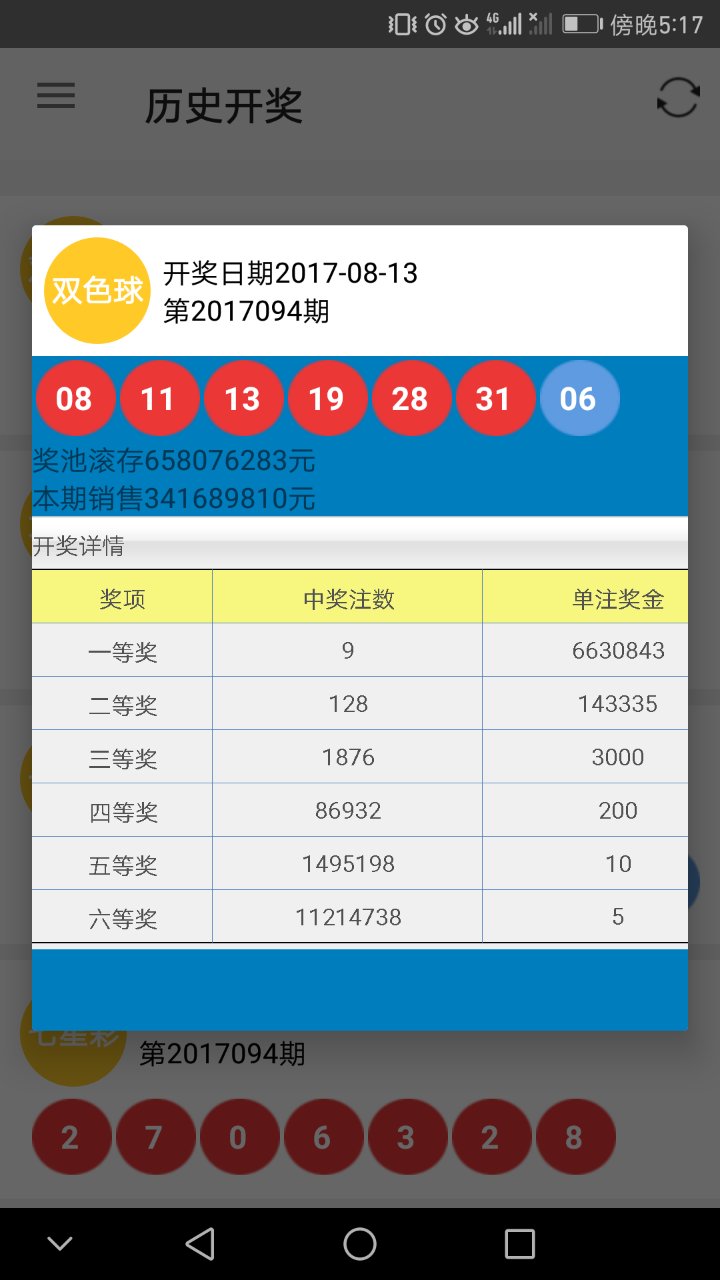 4G 傍晚5:17
历史开奖
双色球
开奖日期2017-08-13
第2017094期
08 11 13 19 28 31 06
奖池滚存658076283元
本期销售341689810元
开奖详情
奖项 中奖注数 单注奖金
一等奖 9 6630843
二等奖 128 143335
三等奖 1876 3000
四等奖 86932 200
五等奖 1495198 10
六等奖 11214738 5
七星彩
第2017094期
2 7 0 6 3 2 8